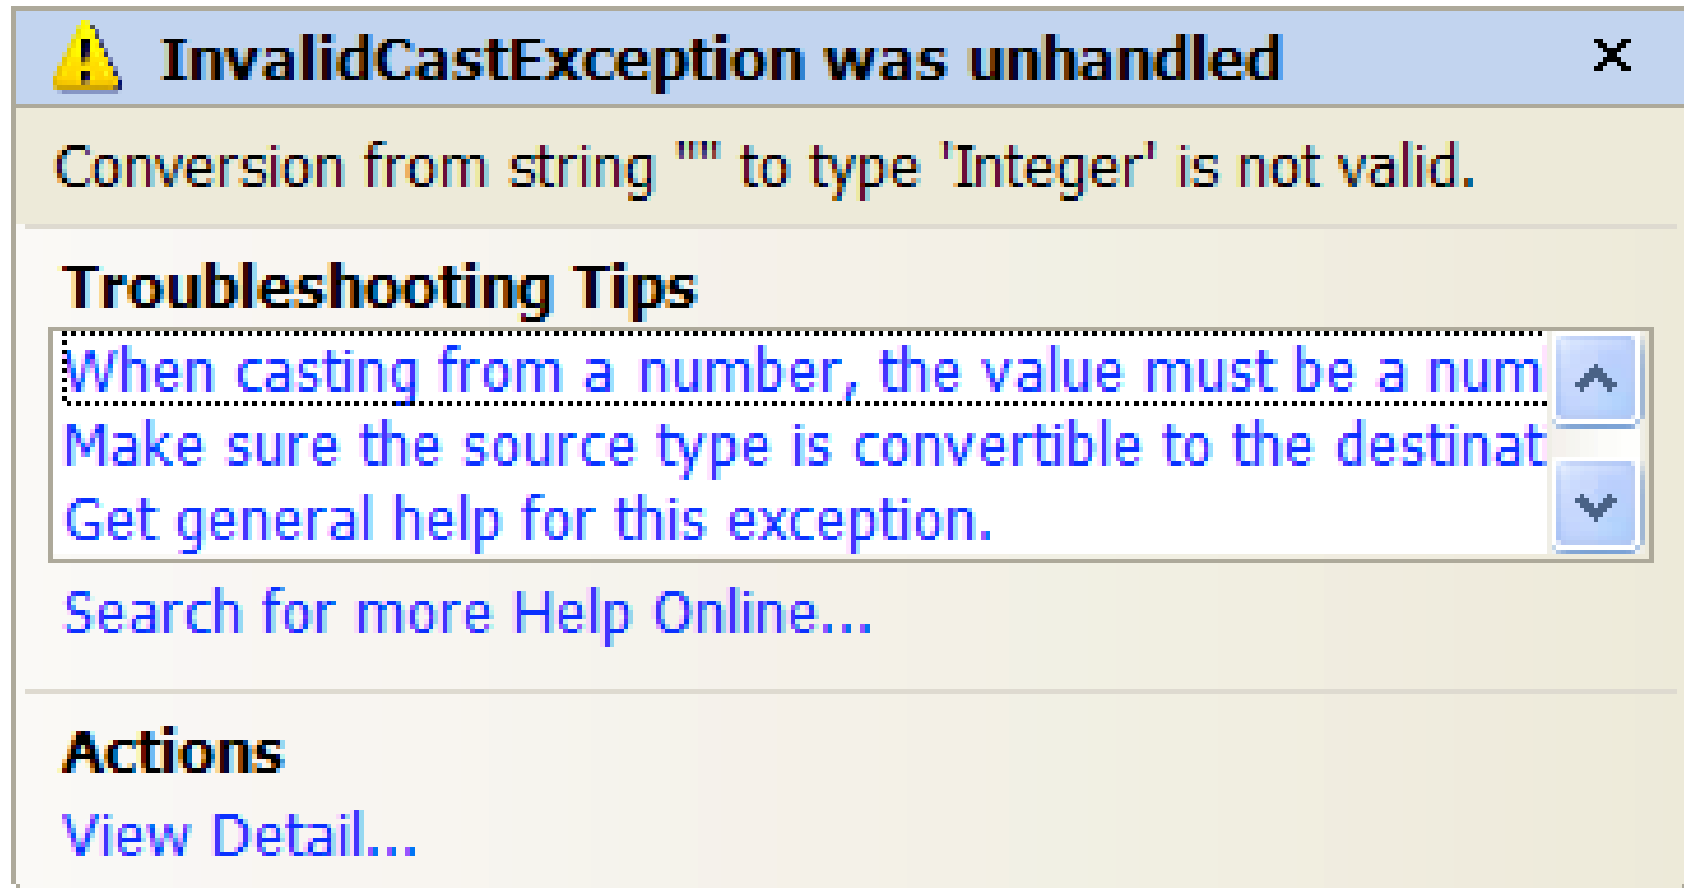 InvalidCastException was unhandled
Conversion from string "" to type 'Integer' is not valid.
Troubleshooting Tips
When casting from a number, the value must be a num
Make sure the source type is convertible to the destinat
Get general help for this exception.
Search for more Help Online...
Actions
View Detail...